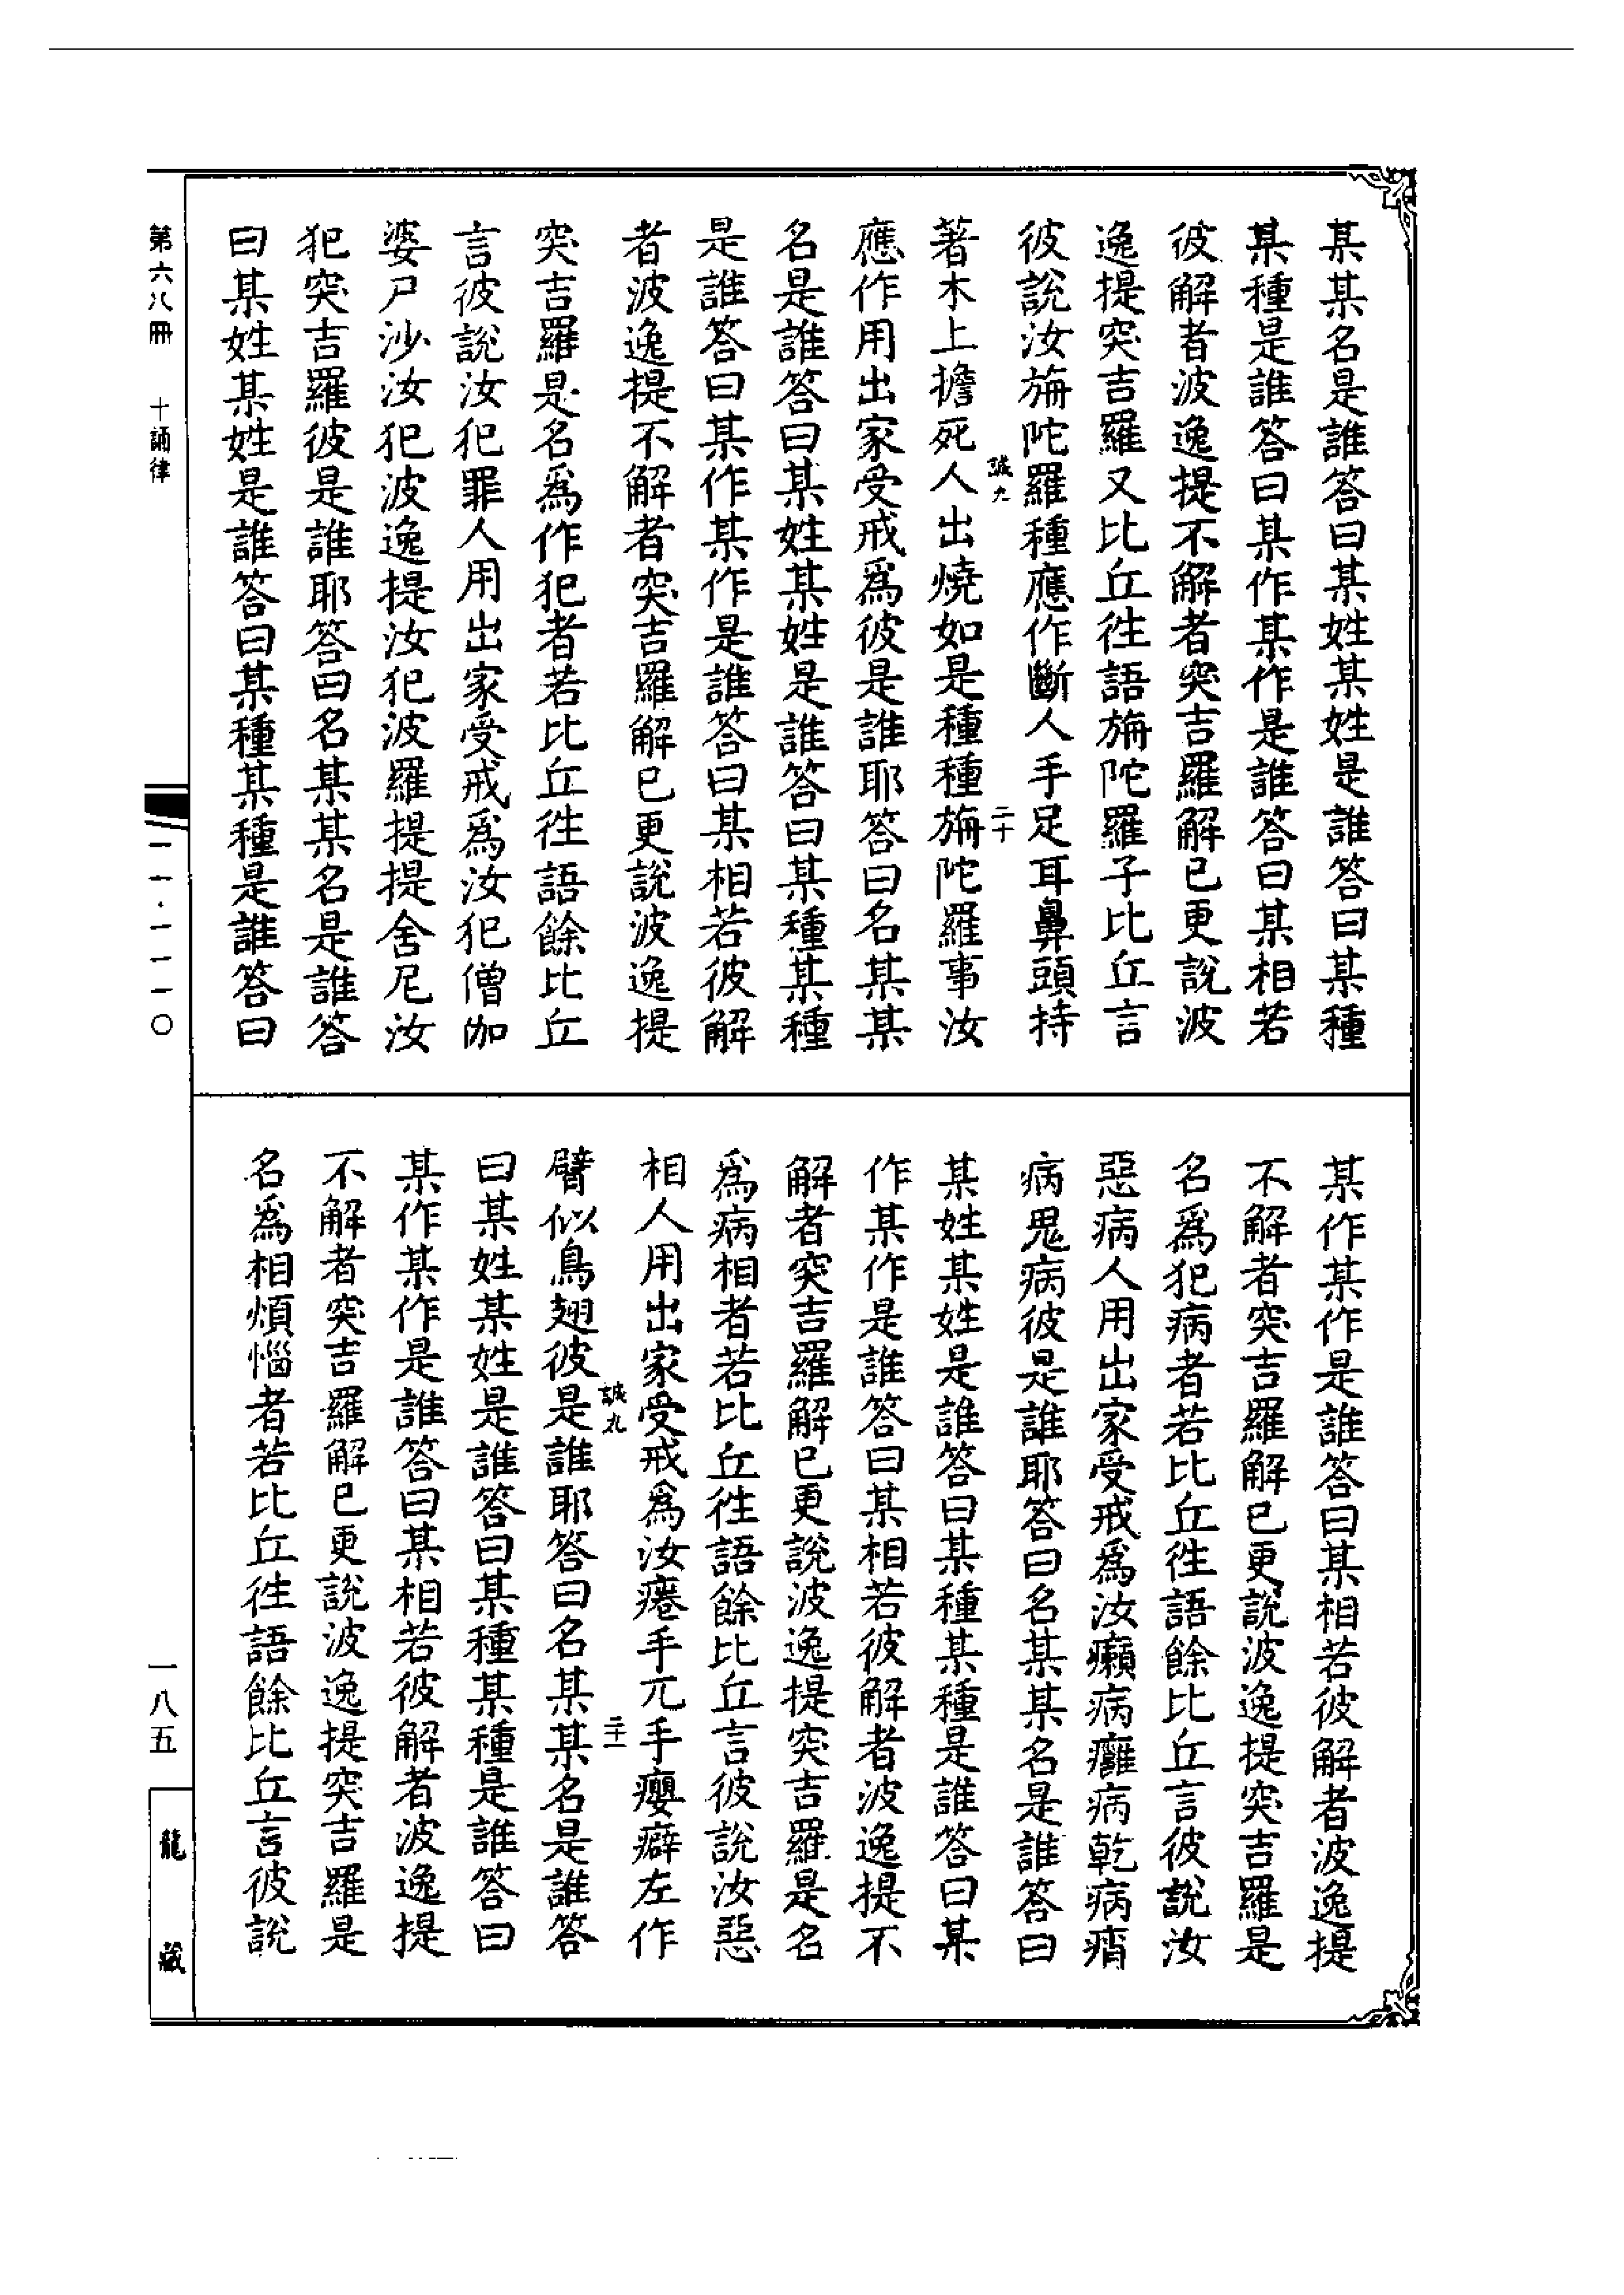 某某名是誰答曰某姓某姓是誰答曰某種
某種是誰答曰某作某作是誰答曰某相若
彼解者波逸提不解者突吉羅解已更說波
逸提突吉羅又比丘徃語旃陀羅子比丘言
彼說汝旃陀羅種應作斷人手足耳鼻頭持
誠九
二十
著木上擔死人出燒如是種種旃陀羅事汝
應作用出家受戒爲彼是誰耶答曰名某某
名是誰答曰某姓某姓是誰答曰某種某種
是誰答曰某作某作是誰答曰某相若彼解
者波逸提不解者突吉羅解已更說波逸提
突吉羅是名爲作犯者若比丘徃語餘比丘
言彼說汝犯罪人用出家受戒爲汝犯僧伽
婆尸沙汝犯波逸提汝犯波羅提提舍尼汝
犯突吉羅彼是誰耶答曰名某某名是誰答
曰某姓某姓是誰答曰某種某種是誰答曰
某作某作是誰答曰某相若彼解者波逸提
不解者突吉羅解已更說波逸提突吉羅是
名爲犯病者若比丘徃語餘比丘言彼說汝
惡病人用出家受戒爲汝癩病癰病乾病痟
病鬼病彼是誰耶答曰名某某名是誰答曰
某姓某姓是誰答曰某種某種是誰答曰某
作某作是誰答曰某相若彼解者波逸提不
解者突吉羅解已更說波逸提突吉羅是名
爲病相者若比丘徃語餘比丘言彼說汝惡
相人用出家受戒爲汝瘺手兀手癭癖左作
誠九
二十一
臂似鳥翅彼是誰耶答曰名某某名是誰答
曰某姓某姓是誰答曰某種某種是誰答曰
某作某作是誰答曰某相若彼解者波逸提
不解者突吉羅解已更說波逸提突吉羅是
名爲相煩惱者若比丘徃語餘比丘言彼說
第六八冊 十誦律
一一·一一一〇
一八五
龍藏